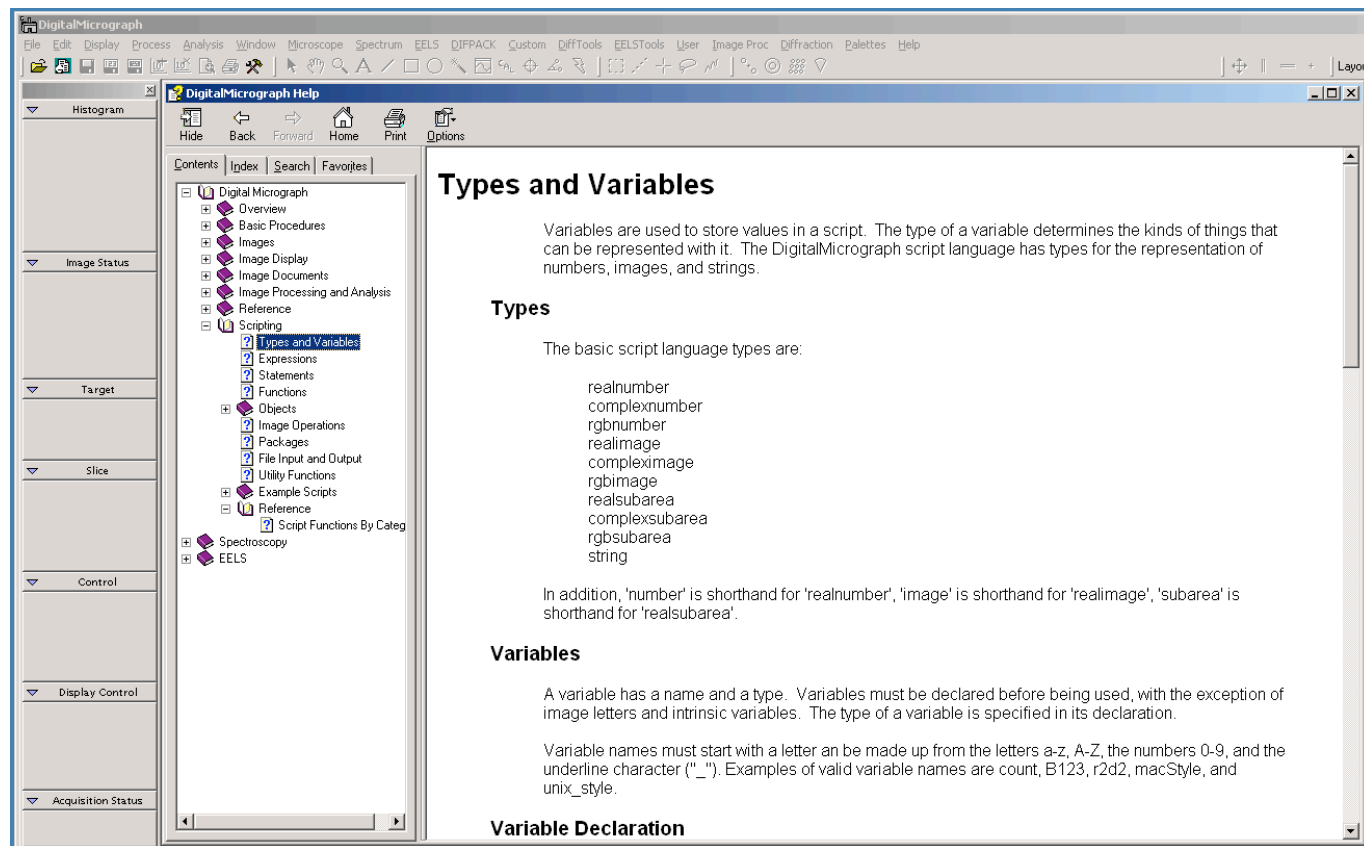 DigitalMicrograph
File Edit Display Process Analysis Window Microscope Spectrum EELS DIFPACK Custom DiffTools EELSTools User Image Proc Diffraction Palettes Help
Layou
DigitalMicrograph Help
Hide Back Forward Home Print Options
Contents Index Search Favorites
Histogram
Image Status
Target
Slice
Control
Display Control
Acquisition Status
Digital Micrograph
Overview
Basic Procedures
Images
Image Display
Image Documents
Image Processing and Analysis
Reference
Scripting
Types and Variables
Expressions
Statements
Functions
Objects
Image Operations
Packages
File Input and Output
Utility Functions
Example Scripts
Reference
Script Functions By Categ
Spectroscopy
EELS
Types and Variables
Variables are used to store values in a script. The type of a variable determines the kinds of things that
can be represented with it. The DigitalMicrograph script language has types for the representation of
numbers, images, and strings.
Types
The basic script language types are:
realnumber
complexnumber
rgbnumber
realimage
compleximage
rgbimage
realsubarea
complexsubarea
rgbsubarea
string
In addition, 'number' is shorthand for 'realnumber', 'image' is shorthand for 'realimage', 'subarea' is
shorthand for 'realsubarea'.
Variables
A variable has a name and a type. Variables must be declared before being used, with the exception of
image letters and intrinsic variables. The type of a variable is specified in its declaration.
Variable names must start with a letter an be made up from the letters a-z, A-Z, the numbers 0-9, and the
underline character ("_"). Examples of valid variable names are count, B123, r2d2, macStyle, and
unix_style.
Variable Declaration